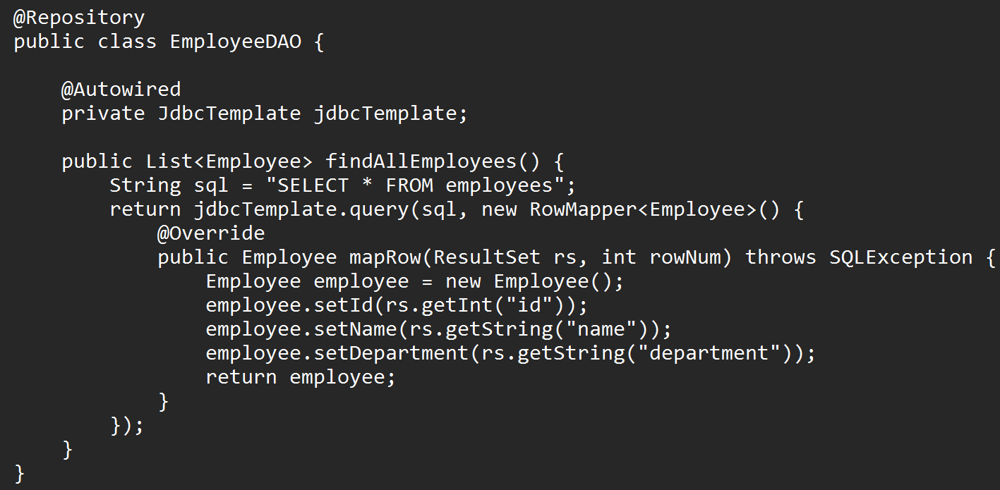 @Repository
public class EmployeeDAO {
@Autowired
private JdbcTemplate jdbcTemplate;
public List<Employee> findAllEmployees() {
String sql = "SELECT * FROM employees";
return jdbcTemplate.query(sql, new RowMapper<Employee>() {
@Override
public Employee mapRow(ResultSet rs, int rowNum) throws SQLException {
Employee employee = new Employee();
employee.setId(rs.getInt("id"));
employee.setName(rs.getString("name"));
employee.setDepartment(rs.getString("department"));
return employee;
}
});
}
}